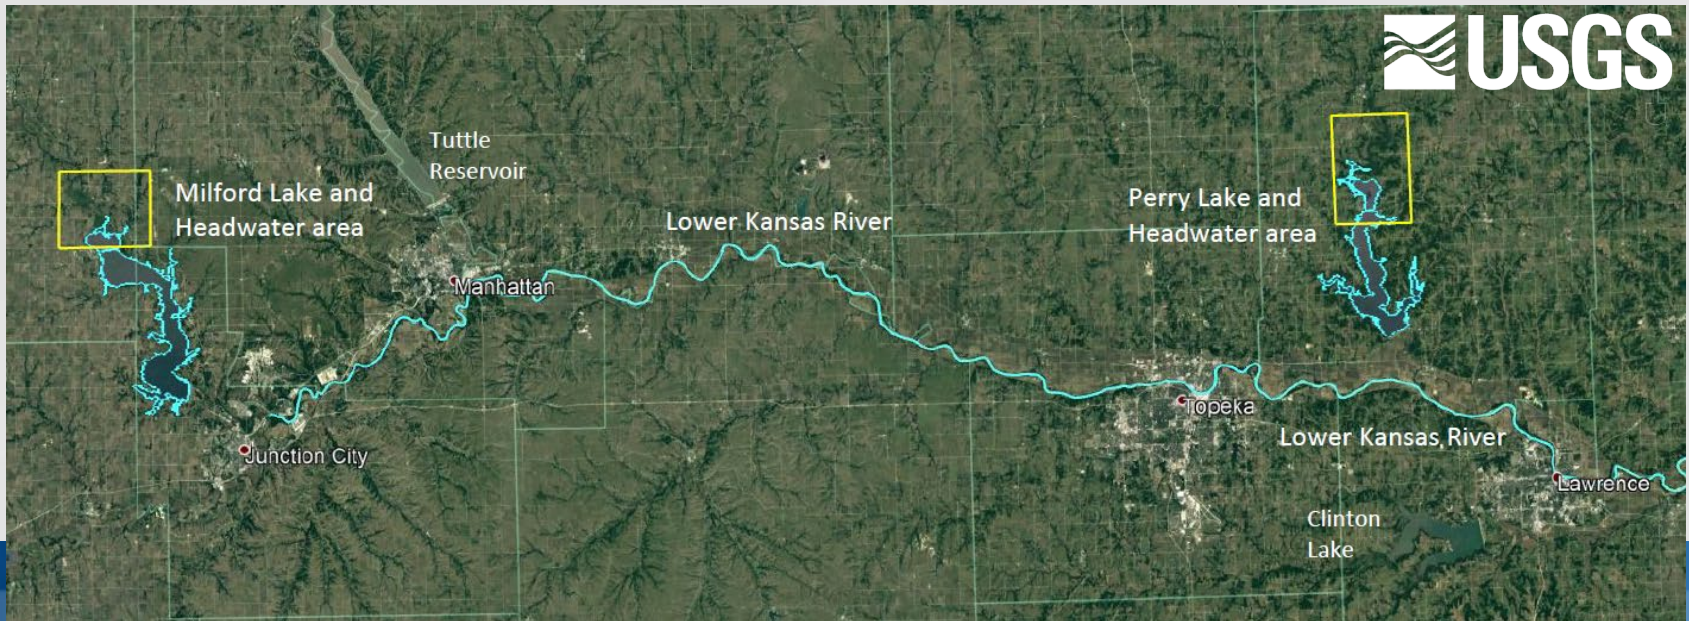 USGS
Tuttle
Reservoir
Milford Lake and
Headwater area
Lower Kansas River
Perry Lake and
Headwater area
Manhattan
Topeka
Lower Kansas River
Junction City
Lawrence
Clinton
Lake